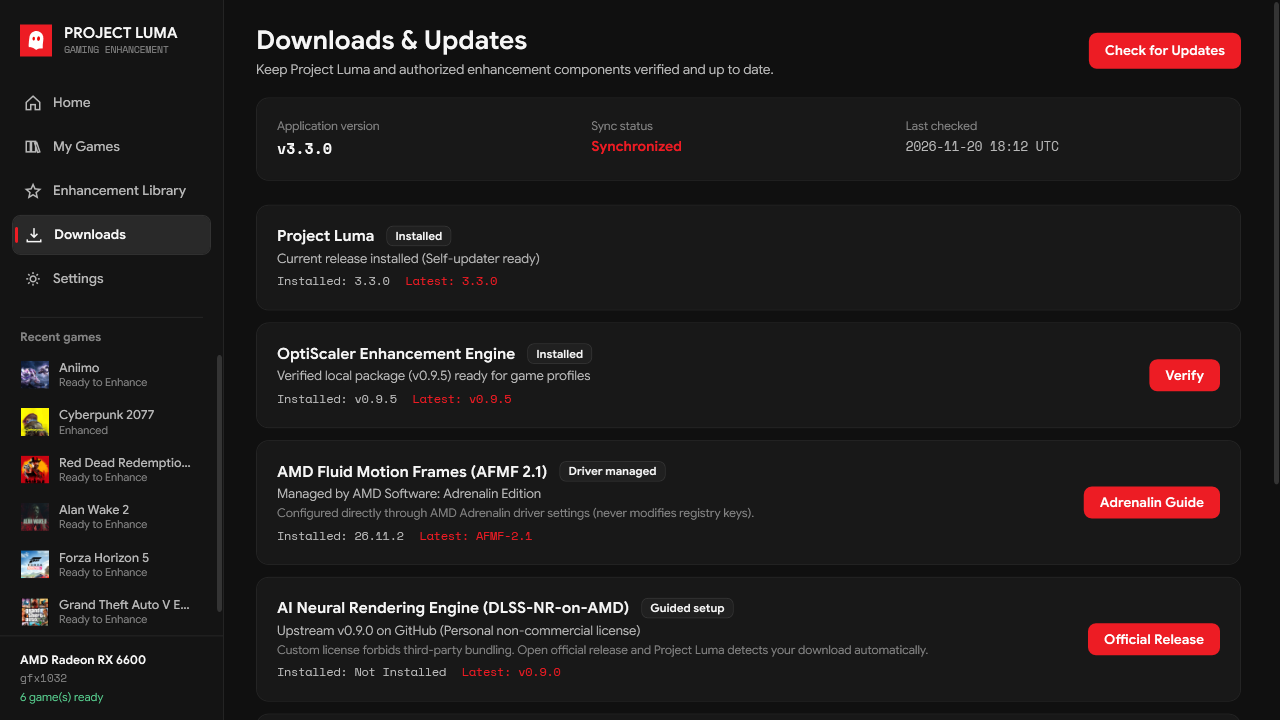 PROJECT LUMA
GAMING ENHANCEMENT
Home
My Games
Enhancement Library
Downloads
Settings
Recent games
Aniimo
Ready to Enhance
Cyberpunk 2077
Enhanced
Red Dead Redemptio...
Ready to Enhance
Alan Wake 2
Ready to Enhance
Forza Horizon 5
Ready to Enhance
Grand Theft Auto V E...
Ready to Enhance
AMD Radeon RX 6600
gfx1032
6 game(s) ready
Downloads & Updates
Keep Project Luma and authorized enhancement components verified and up to date.
Check for Updates
Application version
v3.3.0
Sync status
Synchronized
Last checked
2026-11-20 18:12 UTC
Project Luma Installed
Current release installed (Self-updater ready)
Installed: 3.3.0 Latest: 3.3.0
OptiScaler Enhancement Engine Installed
Verified local package (v0.9.5) ready for game profiles
Installed: v0.9.5 Latest: v0.9.5
Verify
AMD Fluid Motion Frames (AFMF 2.1) Driver managed
Managed by AMD Software: Adrenalin Edition
Configured directly through AMD Adrenalin driver settings (never modifies registry keys).
Installed: 26.11.2 Latest: AFMF-2.1
Adrenalin Guide
AI Neural Rendering Engine (DLSS-NR-on-AMD) Guided setup
Upstream v0.9.0 on GitHub (Personal non-commercial license)
Custom license forbids third-party bundling. Open official release and Project Luma detects your download automatically.
Installed: Not Installed Latest: v0.9.0
Official Release